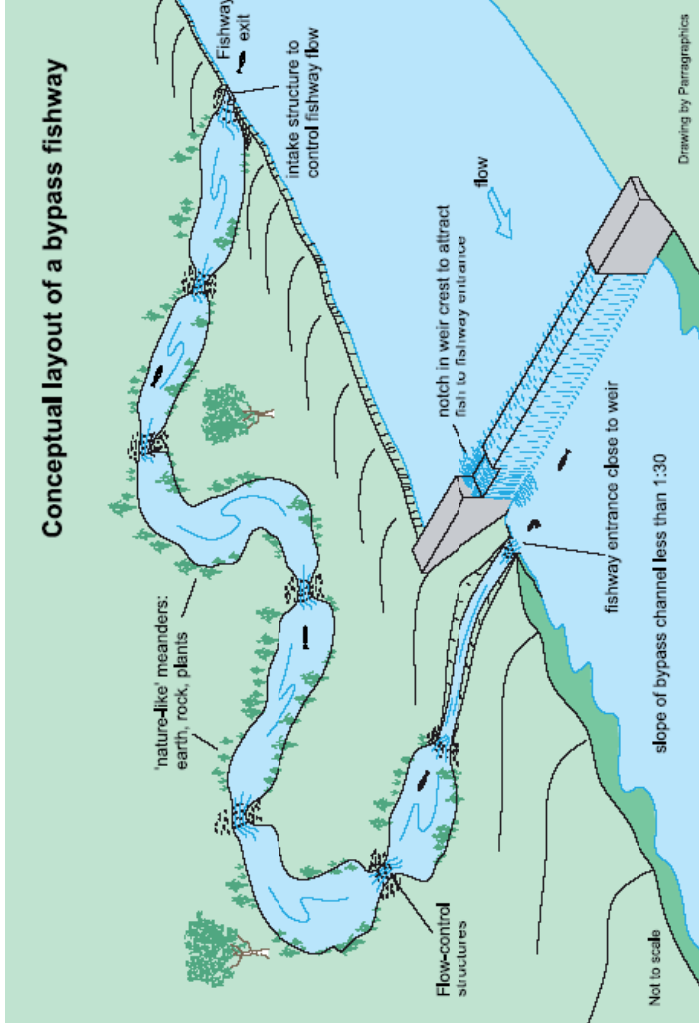 Conceptual layout of a bypass fishway
Fishway
exit
intake structure to
control fishway flow
'nature-like' meanders:
earth, rock, plants
flow
notch in weir crest to attract
fish to fishway entrance
fishway entrance close to weir
Flow-control
structures
slope of bypass channel less than 1:30
Not to scale
Drawing by Parragraphics